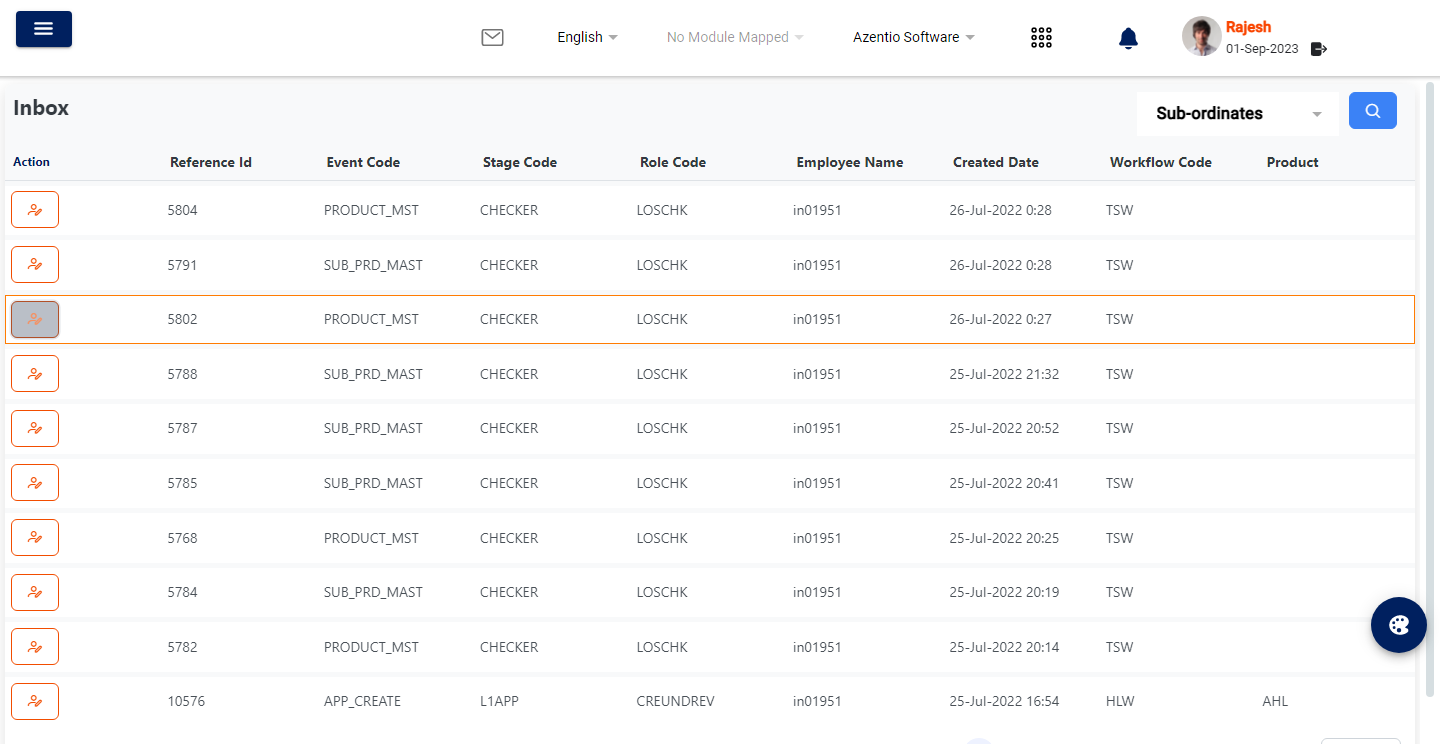 English
No Module Mapped
Azentio Software
Rajesh
01-Sep-2023
Inbox
Sub-ordinates
Action Reference Id Event Code Stage Code Role Code Employee Name Created Date Workflow Code Product
5804 PRODUCT_MST CHECKER LOSCHK in01951 26-Jul-2022 0:28 TSW
5791 SUB_PRD_MAST CHECKER LOSCHK in01951 26-Jul-2022 0:28 TSW
5802 PRODUCT_MST CHECKER LOSCHK in01951 26-Jul-2022 0:27 TSW
5788 SUB_PRD_MAST CHECKER LOSCHK in01951 25-Jul-2022 21:32 TSW
5787 SUB_PRD_MAST CHECKER LOSCHK in01951 25-Jul-2022 20:52 TSW
5785 SUB_PRD_MAST CHECKER LOSCHK in01951 25-Jul-2022 20:41 TSW
5768 PRODUCT_MST CHECKER LOSCHK in01951 25-Jul-2022 20:25 TSW
5784 SUB_PRD_MAST CHECKER LOSCHK in01951 25-Jul-2022 20:19 TSW
5782 PRODUCT_MST CHECKER LOSCHK in01951 25-Jul-2022 20:14 TSW
10576 APP_CREATE L1APP CREUNDREV in01951 25-Jul-2022 16:54 HLW AHL